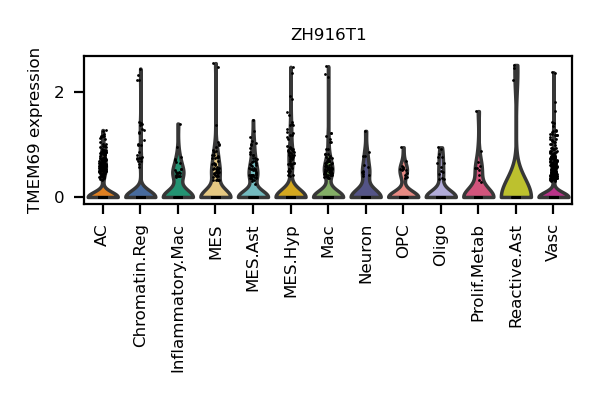 ZH916T1
TMEM69 expression
2
0
AC
Chromatin.Reg
Inflammatory.Mac
MES
MES.Ast
MES.Hyp
Mac
Neuron
OPC
Oligo
Prolif.Metab
Reactive.Ast
Vasc